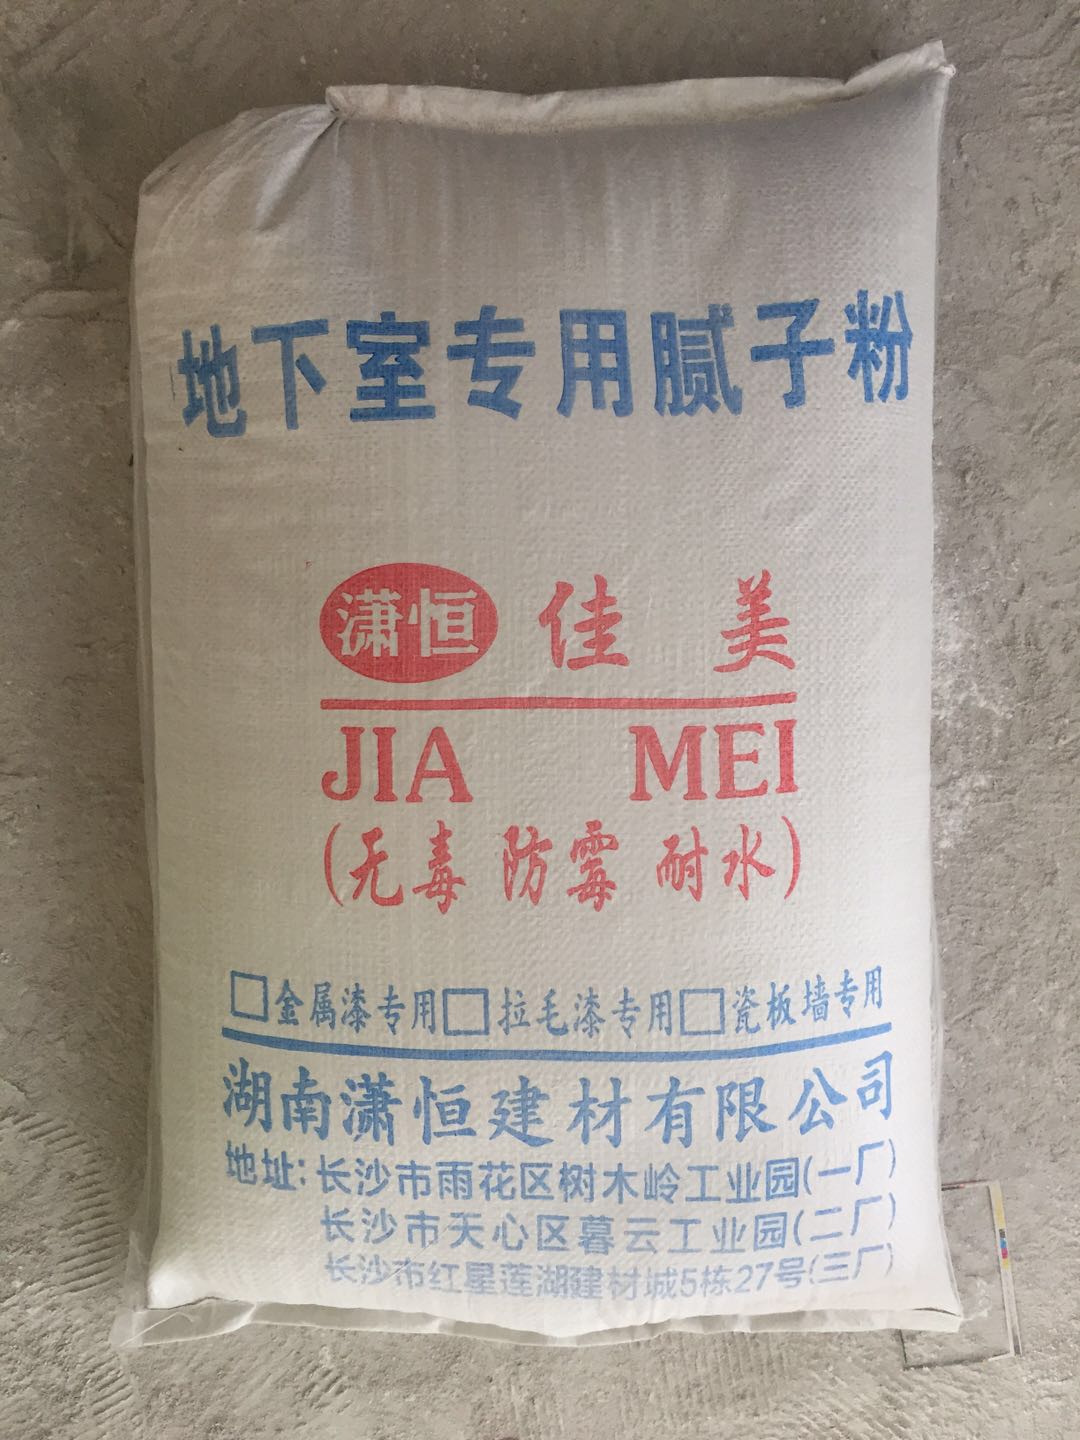 地下室专用腻子粉
潇恒 佳 美
JIA MEI
(无毒 防霉 耐水)
□金属漆专用□拉毛漆专用□瓷板墙专用
湖南潇恒建材有限公司
地址:长沙市雨花区树木岭工业园(一厂)
长沙市天心区暮云工业园(二厂)
长沙市红星莲湖建材城5栋27号(三厂)